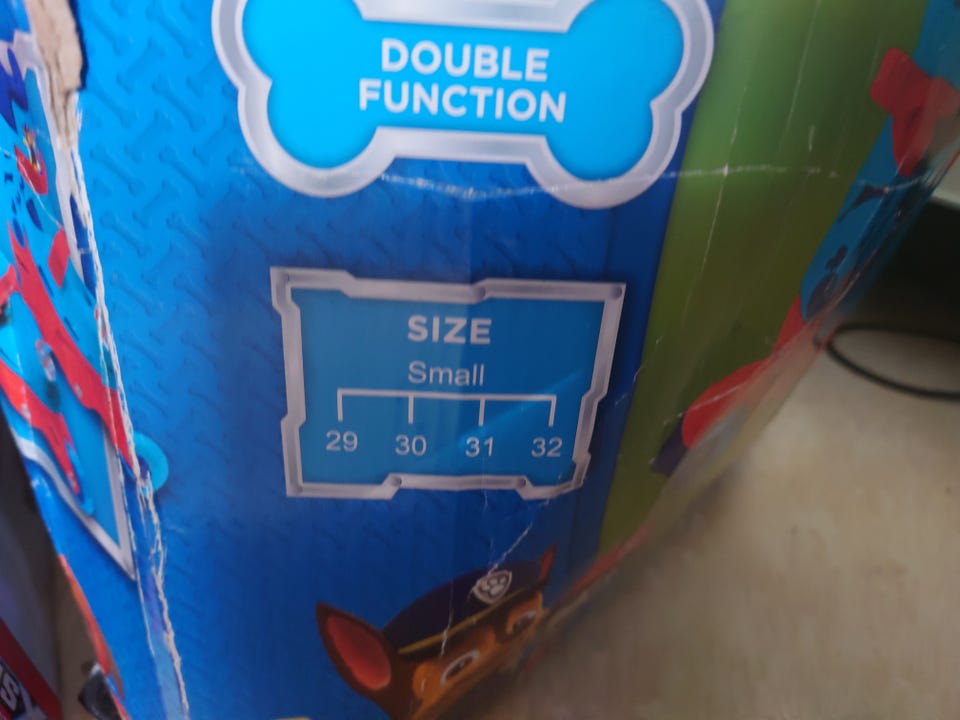 DOUBLE
FUNCTION
SIZE
Small
29 30 31 32